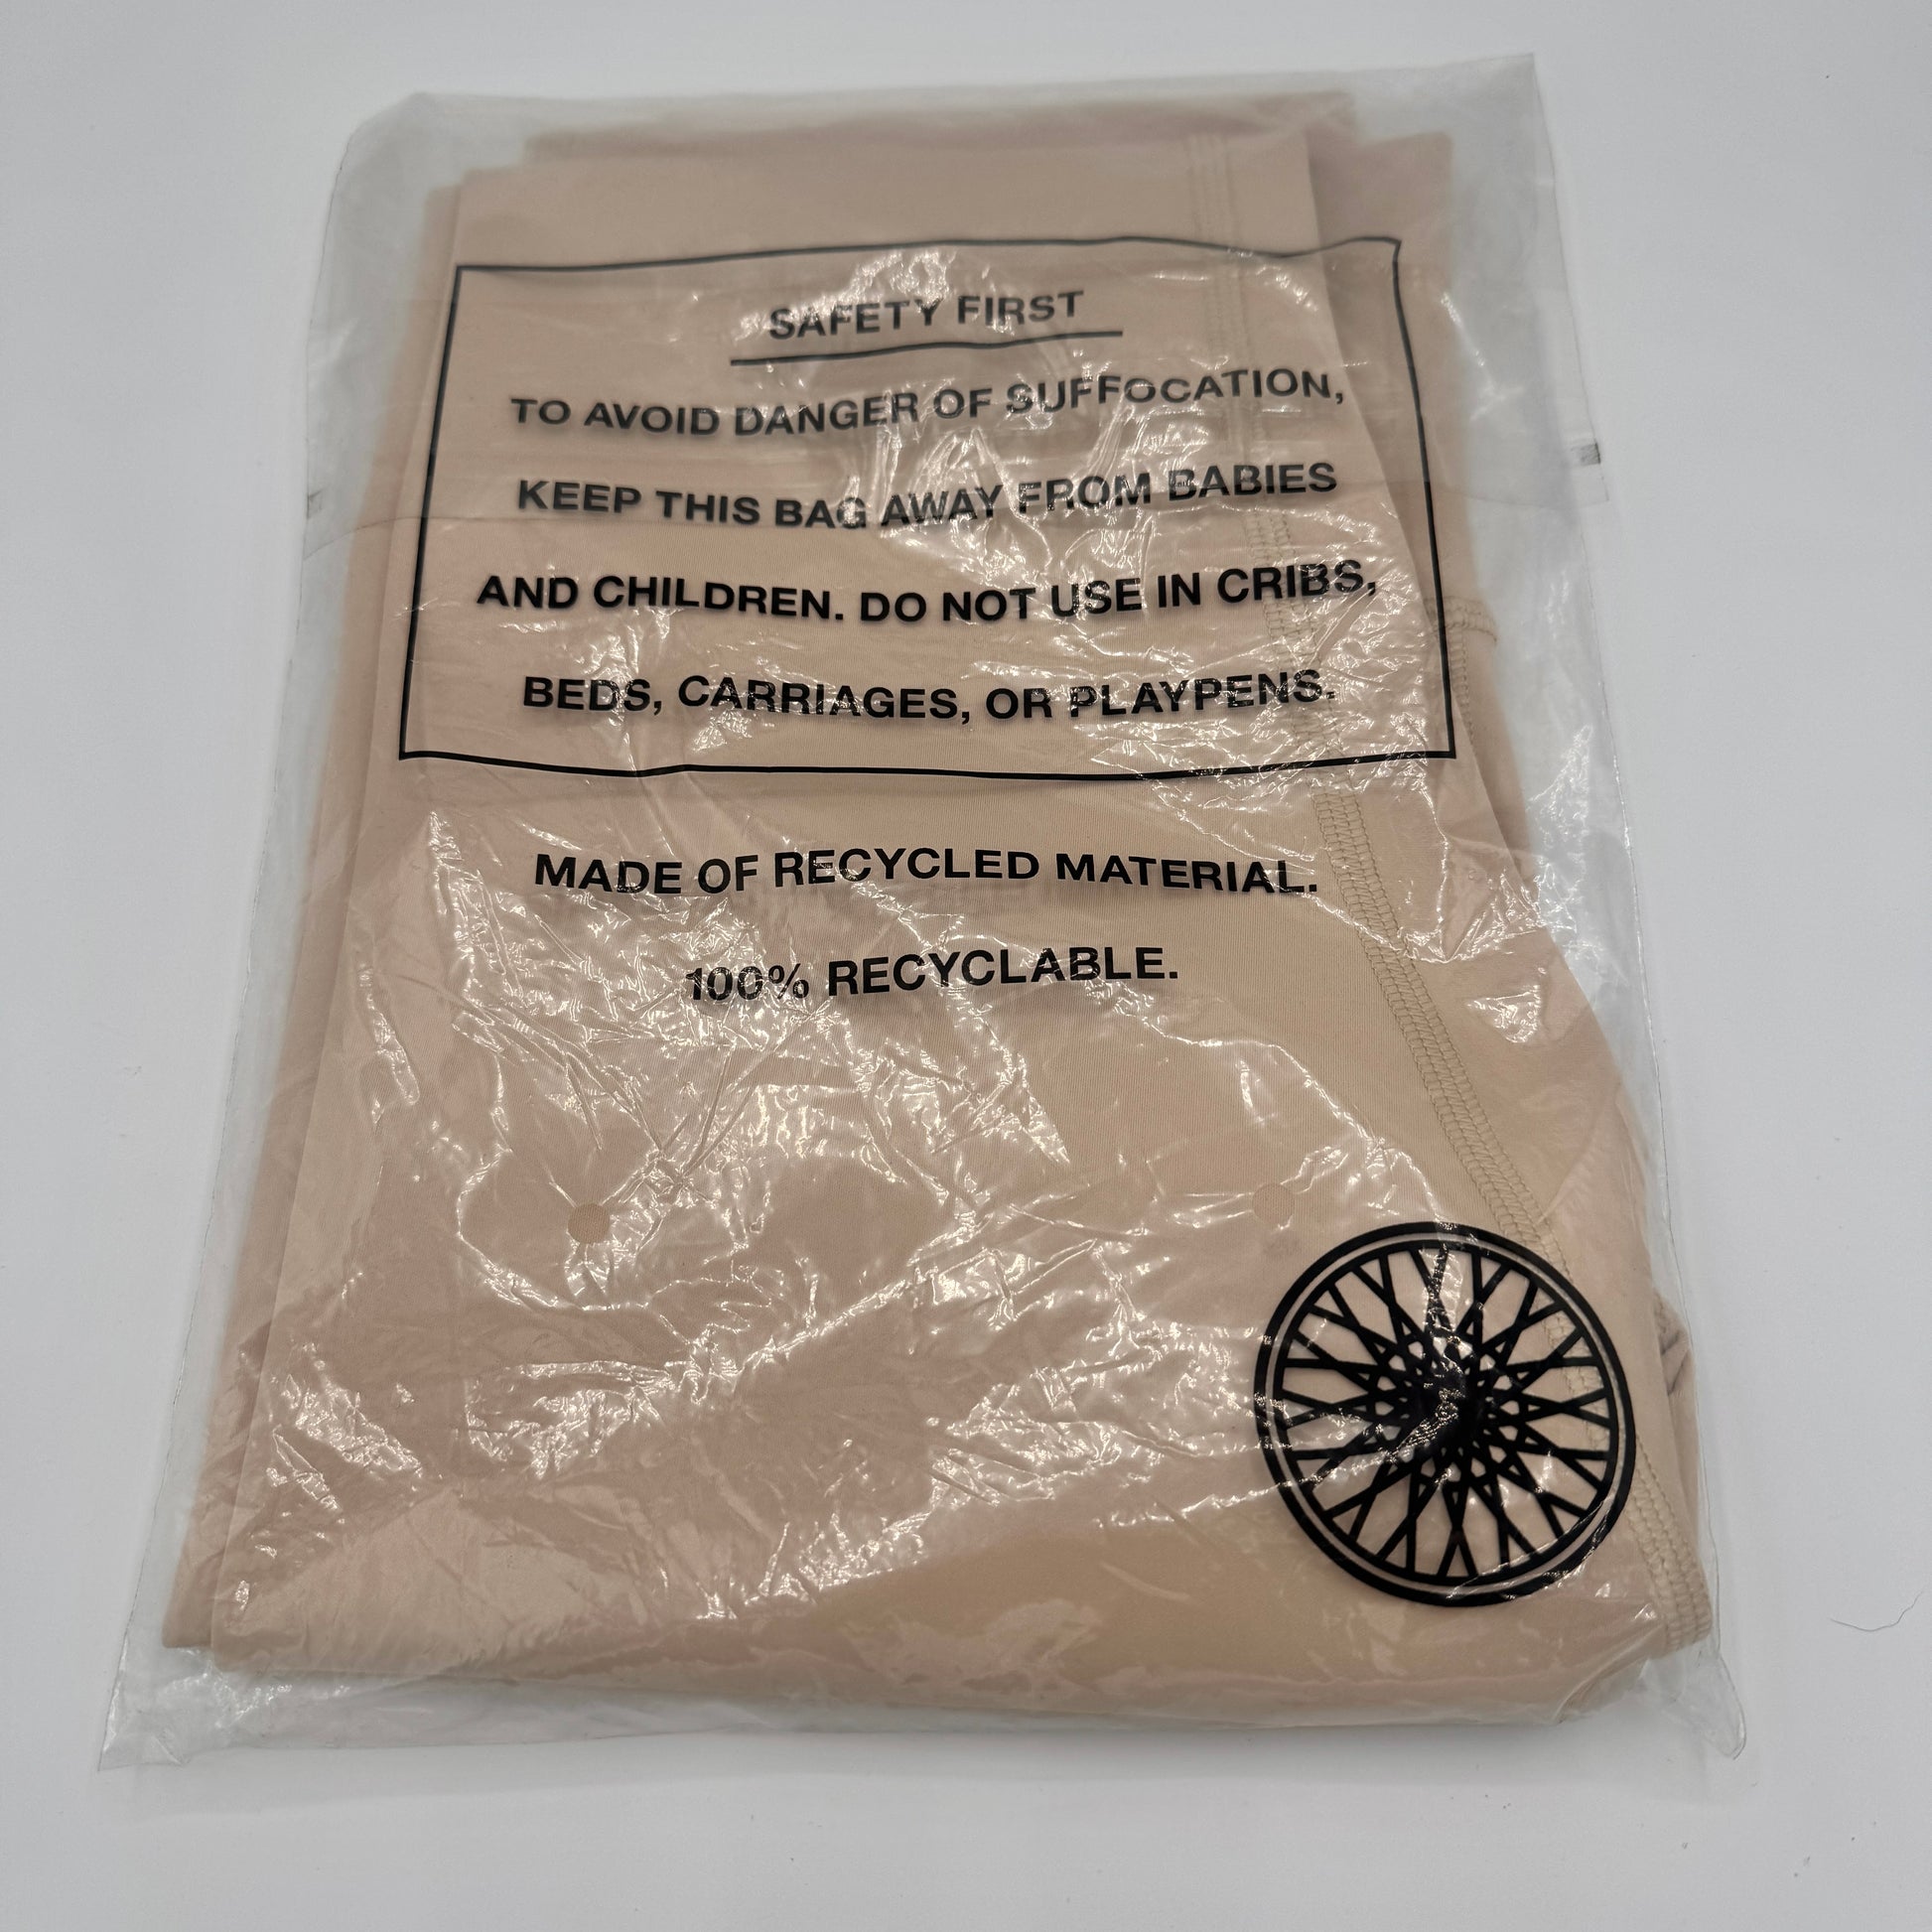 SAFETY FIRST
TO AVOID DANGER OF SUFFOCATION,
KEEP THIS BAG AWAY FROM BABIES
AND CHILDREN. DO NOT USE IN CRIBS,
BEDS, CARRIAGES, OR PLAYPENS.
MADE OF RECYCLED MATERIAL.
100% RECYCLABLE.